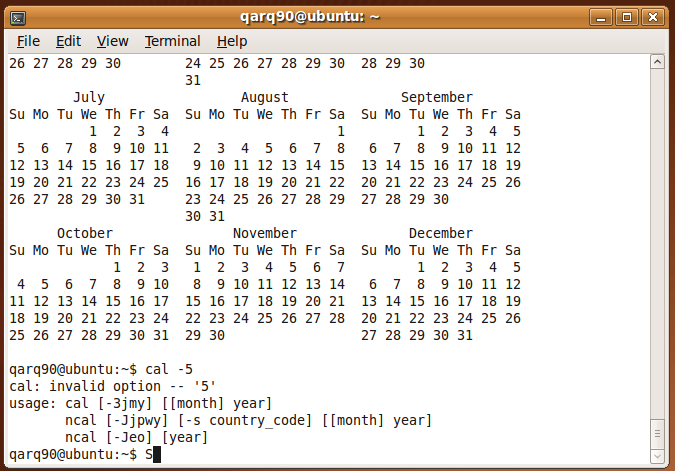 qarq90@ubuntu: ~
File Edit View Terminal Help
26 27 28 29 30        24 25 26 27 28 29 30  28 29 30
                      31
        July                 August              September
Su Mo Tu We Th Fr Sa  Su Mo Tu We Th Fr Sa  Su Mo Tu We Th Fr Sa
          1  2  3  4                     1         1  2  3  4  5
 5  6  7  8  9 10 11   2  3  4  5  6  7  8   6  7  8  9 10 11 12
12 13 14 15 16 17 18   9 10 11 12 13 14 15  13 14 15 16 17 18 19
19 20 21 22 23 24 25  16 17 18 19 20 21 22  20 21 22 23 24 25 26
26 27 28 29 30 31     23 24 25 26 27 28 29  27 28 29 30
                      30 31
      October               November              December
Su Mo Tu We Th Fr Sa  Su Mo Tu We Th Fr Sa  Su Mo Tu We Th Fr Sa
             1  2  3   1  2  3  4  5  6  7         1  2  3  4  5
 4  5  6  7  8  9 10   8  9 10 11 12 13 14   6  7  8  9 10 11 12
11 12 13 14 15 16 17  15 16 17 18 19 20 21  13 14 15 16 17 18 19
18 19 20 21 22 23 24  22 23 24 25 26 27 28  20 21 22 23 24 25 26
25 26 27 28 29 30 31  29 30                 27 28 29 30 31
qarq90@ubuntu:~$ cal -5
cal: invalid option -- '5'
usage: cal [-3jmy] [[month] year]
       ncal [-Jjpwy] [-s country_code] [[month] year]
       ncal [-Jeo] [year]
qarq90@ubuntu:~$ S